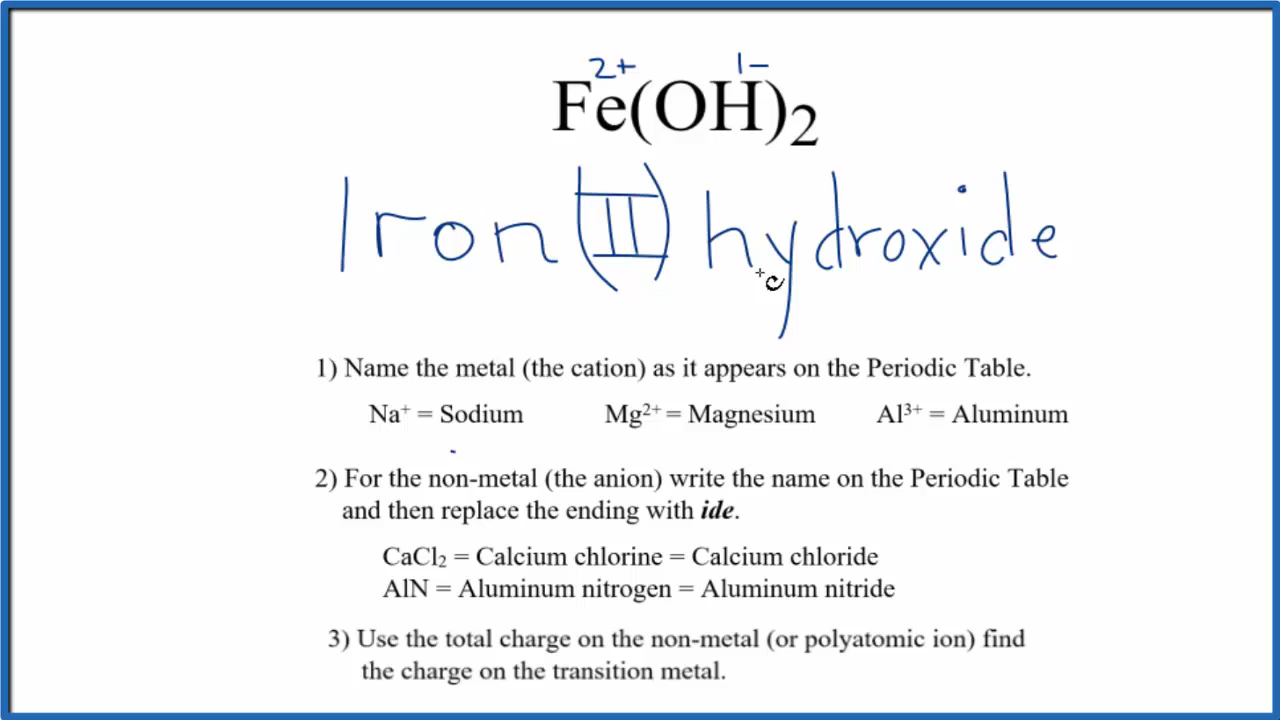 2+ 1−
Fe(OH)₂
Iron (II) hydroxide
1) Name the metal (the cation) as it appears on the Periodic Table.
Na⁺ = Sodium Mg²⁺ = Magnesium Al³⁺ = Aluminum
2) For the non-metal (the anion) write the name on the Periodic Table
and then replace the ending with ide.
CaCl₂ = Calcium chlorine = Calcium chloride
AlN = Aluminum nitrogen = Aluminum nitride
3) Use the total charge on the non-metal (or polyatomic ion) find
the charge on the transition metal.